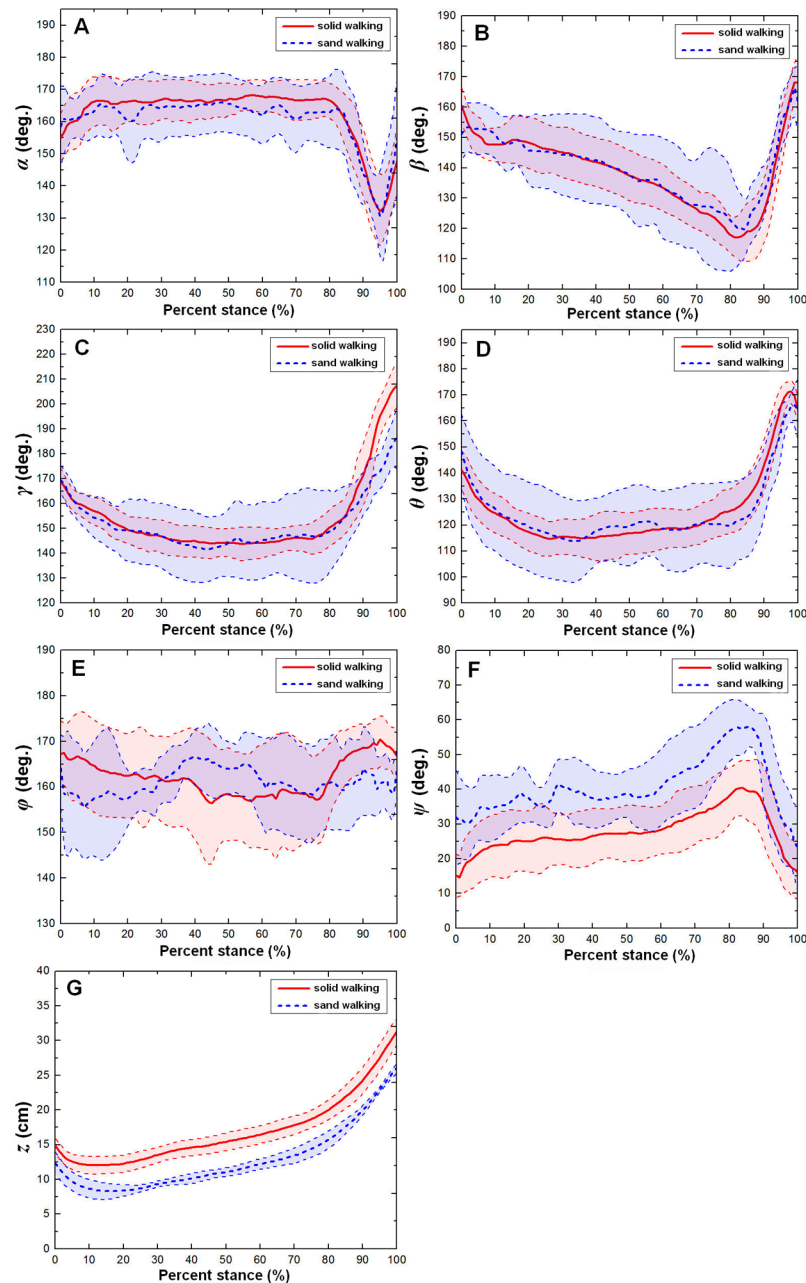 A
solid walking
sand walking
α (deg.)
195
190
180
170
160
150
140
130
120
110
0 10 20 30 40 50 60 70 80 90 100
Percent stance (%)
B
solid walking
sand walking
β (deg.)
195
190
180
170
160
150
140
130
120
110
100
0 10 20 30 40 50 60 70 80 90 100
Percent stance (%)
C
solid walking
sand walking
γ (deg.)
230
220
210
200
190
180
170
160
150
140
130
120
0 10 20 30 40 50 60 70 80 90 100
Percent stance (%)
D
solid walking
sand walking
θ (deg.)
195
190
180
170
160
150
140
130
120
110
100
90
0 10 20 30 40 50 60 70 80 90 100
Percent stance (%)
E
solid walking
sand walking
φ (deg.)
190
180
170
160
150
140
130
0 10 20 30 40 50 60 70 80 90 100
Percent stance (%)
F
solid walking
sand walking
ψ (deg.)
80
70
60
50
40
30
20
10
0
0 10 20 30 40 50 60 70 80 90 100
Percent stance (%)
G
solid walking
sand walking
z (cm)
40
35
30
25
20
15
10
5
0
0 10 20 30 40 50 60 70 80 90 100
Percent stance (%)